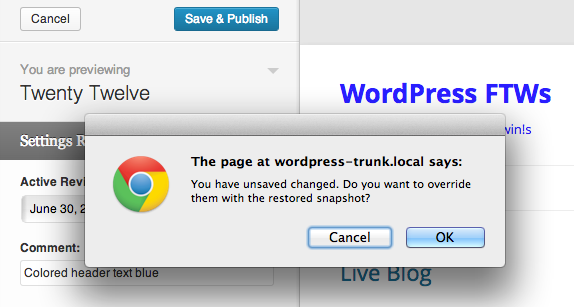 Cancel
Save & Publish
You are previewing
Twenty Twelve
Settings R
Active Revi
June 30, 2
Comment:
Colored header text blue
The page at wordpress-trunk.local says:
You have unsaved changed. Do you want to override
them with the restored snapshot?
Cancel
OK
WordPress FTWs
win!s
Live Blog